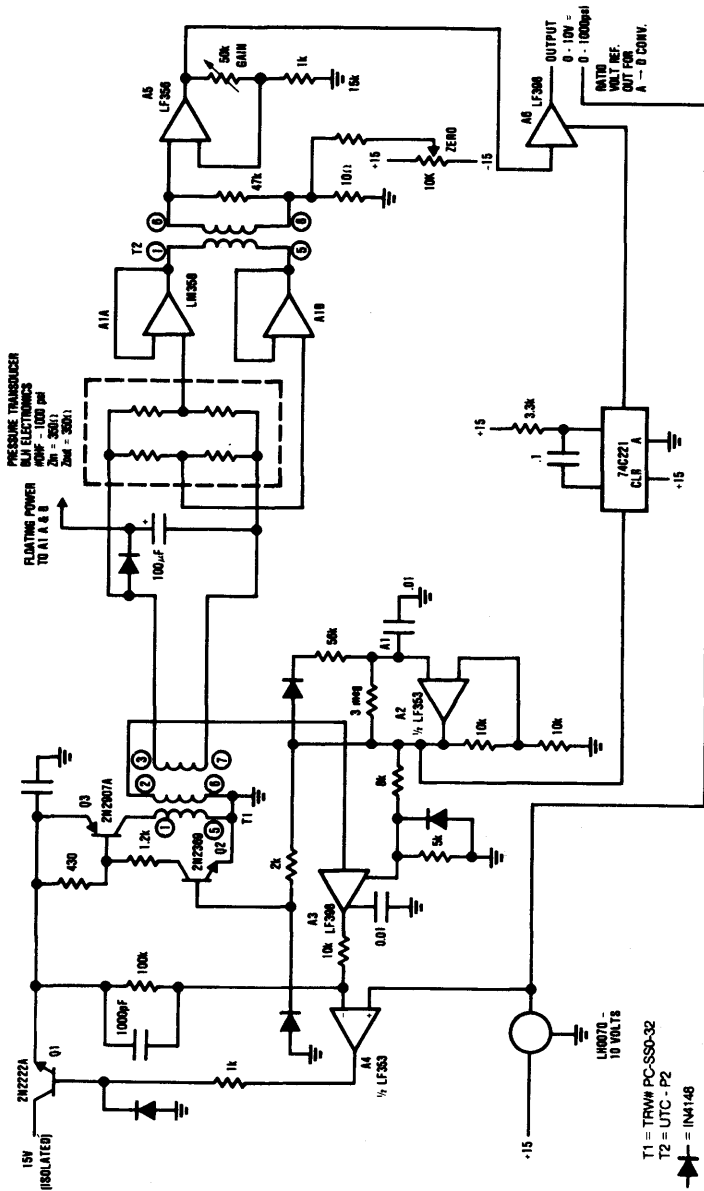 PRESSURE TRANSDUCER
BLH ELECTRONICS
#DHF - 1000 psi
Zin = 350Ω
Zout = 350Ω
FLOATING POWER
TO A1 A & B
15V
(ISOLATED)
2N2222A
Q1
1000pF
100k
430
Q3
2N2907A
1.2k
2N2369
Q2
1
2
3
5
6
7
T1
100µF
+
A1A
LM358
A1B
T2
1
5
6
8
47k
10Ω
A5
LF356
50k
GAIN
1k
15k
+15
10K
ZERO
-15
A6
LF398
OUTPUT
0 - 10V =
0 - 1000psi
RATIO
VOLT REF.
OUT FOR
A → D CONV.
1k
A4
½ LF353
-
+
10k
A3
LF398
0.01
2k
8k
5k
56k
3 meg
A1
.01
A2
½ LF353
10k
10k
+15
3.3k
.1
74C221
CLR
A
+15
+15
LH0070 -
10 VOLTS
T1 = TRW# PC-SSO-32
T2 = UTC - P2
= IN4148